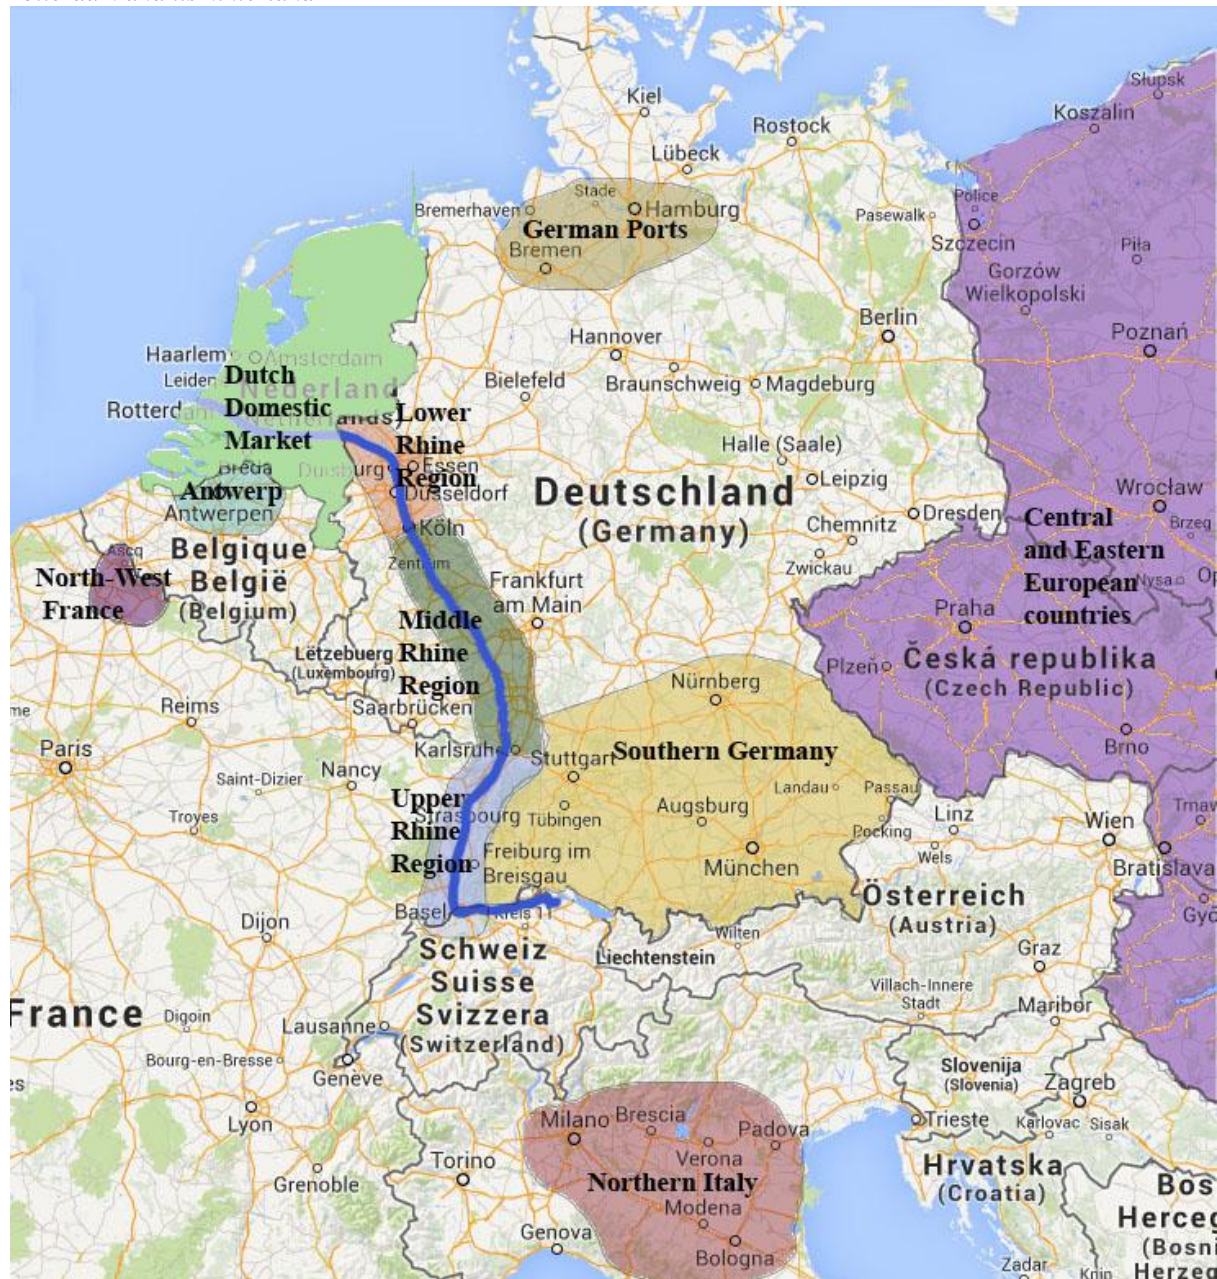 Słupsk
Kiel
Koszalin
Rostock
Lübeck
Stade
Police
Bremerhaven
Hamburg
Pasewalk
German Ports
Szczecin
Piła
Bremen
Gorzów
Wielkopolski
Berlin
Hannover
Poznań
Haarlem
Amsterdam
Leiden
Dutch
Domestic
Market
Nederland
Bielefeld
Braunschweig
Magdeburg
Lower
Rhine
Region
Halle (Saale)
Breda
Duisburg
Essen
Leipzig
Düsseldorf
Antwerp
Antwerpen
Deutschland
(Germany)
Wrocław
Dresden
Chemnitz
Central
and Eastern
European
countries
Brzeg
Köln
Zwickau
Belgique
België
(Belgium)
Ascq
North-West
France
Frankfurt
am Main
Nysa
Praha
Middle
Rhine
Region
Lëtzebuerg
(Luxembourg)
Plzeň
Česká republika
(Czech Republic)
Nürnberg
Reims
Saarbrücken
Paris
Karlsruhe
Stuttgart
Southern Germany
Brno
Saint-Dizier
Nancy
Landau
Passau
Upper
Rhine
Region
Strasbourg
Tübingen
Augsburg
Troyes
Pocking
Linz
Wien
Freiburg im
Breisgau
München
Wels
Bratislava
Österreich
(Austria)
Basel
Kreis 11
Dijon
Wilten
Schweiz
Suisse
Svizzera
(Switzerland)
Liechtenstein
Graz
Villach-Innere
Stadt
Maribor
France
Digoin
Lausanne
Bourg-en-Bresse
Genève
Slovenija
(Slovenia)
Zagreb
Lyon
Milano
Brescia
Padova
Trieste
Karlovac
Sisak
Torino
Verona
Grenoble
Northern Italy
Hrvatska
(Croatia)
Modena
Genova
Bologna
Zadar